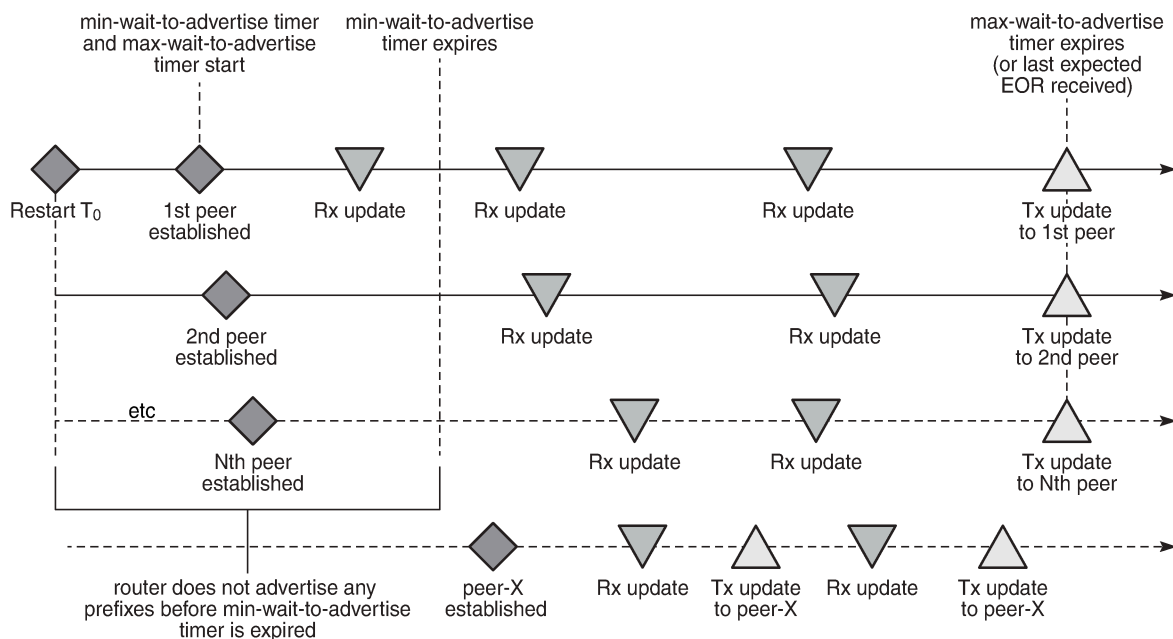 min-wait-to-advertise timer
and max-wait-to-advertise
timer start
min-wait-to-advertise
timer expires
max-wait-to-advertise
timer expires
(or last expected
EOR received)
Restart T₀
1st peer
established
Rx update
Rx update
Rx update
Tx update
to 1st peer
2nd peer
established
Rx update
Rx update
Tx update
to 2nd peer
etc
Nth peer
established
Rx update
Rx update
Tx update
to Nth peer
router does not advertise any
prefixes before min-wait-to-advertise
timer is expired
peer-X
established
Rx update
Tx update
to peer-X
Rx update
Tx update
to peer-X